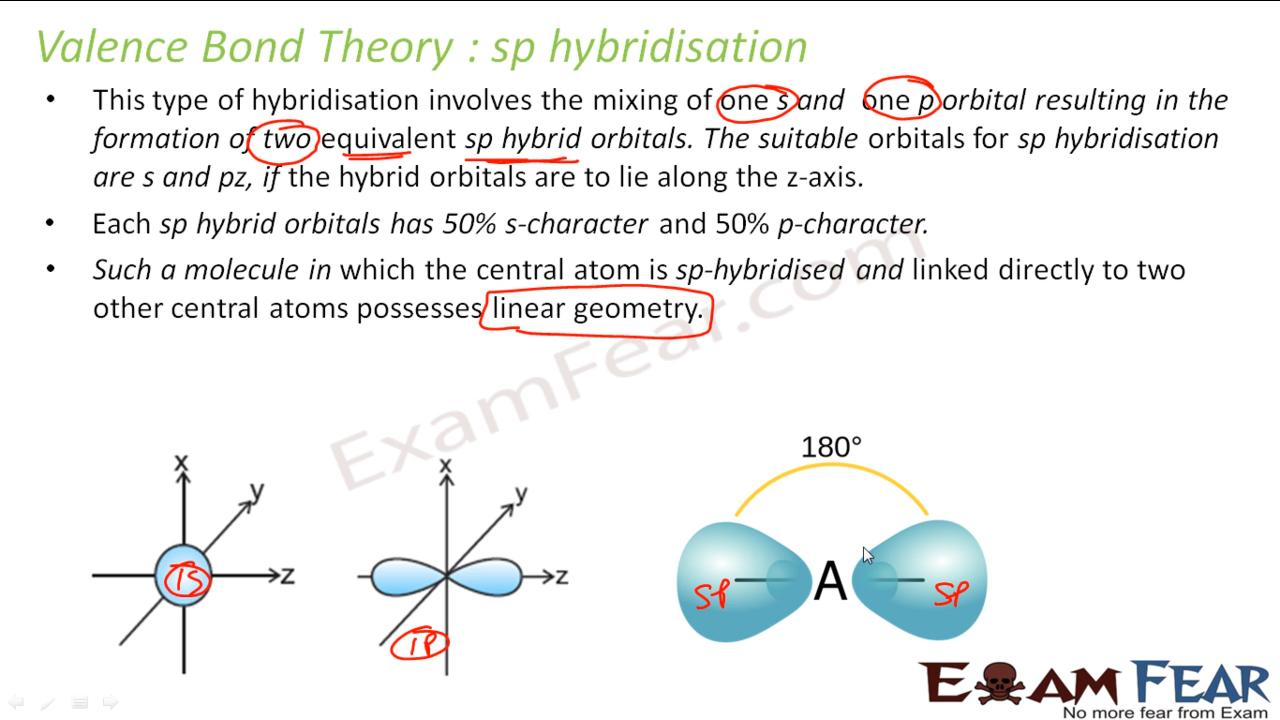 Valence Bond Theory : sp hybridisation
• This type of hybridisation involves the mixing of one s and one p orbital resulting in the
formation of two equivalent sp hybrid orbitals. The suitable orbitals for sp hybridisation
are s and pz, if the hybrid orbitals are to lie along the z-axis.
• Each sp hybrid orbitals has 50% s-character and 50% p-character.
• Such a molecule in which the central atom is sp-hybridised and linked directly to two
other central atoms possesses linear geometry.
ExamFear.com
180°
x
y
z
1s
x
y
z
1p
sp
A
sp
EXAM FEAR
No more fear from Exam